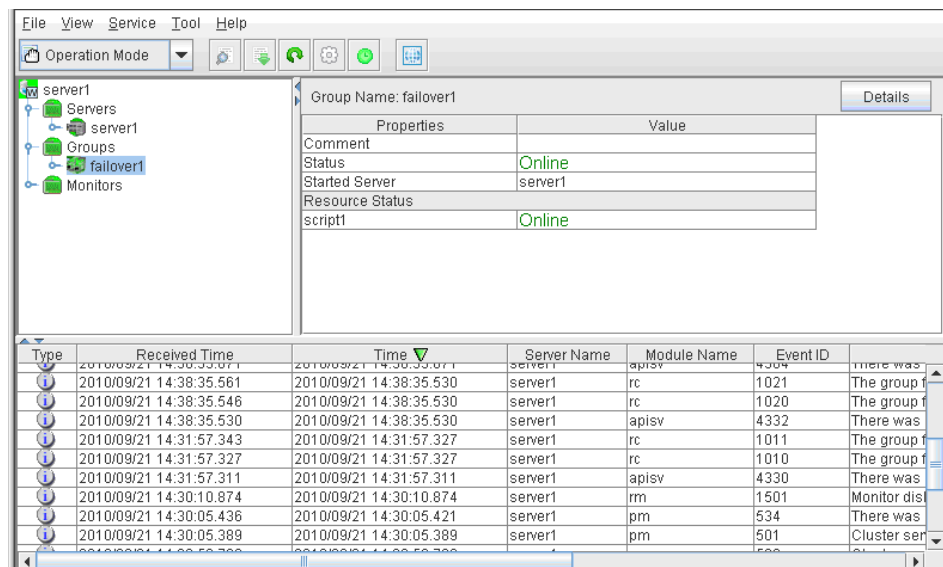 File View Service Tool Help
Operation Mode
server1
Servers
server1
Groups
failover1
Monitors
Group Name: failover1 Details
Properties Value
Comment
Status Online
Started Server server1
Resource Status
script1 Online
Type Received Time Time Server Name Module Name Event ID
2010/09/21 14:38:35.561 2010/09/21 14:38:35.530 server1 rc 1021 The group f
2010/09/21 14:38:35.546 2010/09/21 14:38:35.530 server1 rc 1020 The group f
2010/09/21 14:38:35.530 2010/09/21 14:38:35.530 server1 apisv 4332 There was
2010/09/21 14:31:57.343 2010/09/21 14:31:57.327 server1 rc 1011 The group f
2010/09/21 14:31:57.327 2010/09/21 14:31:57.327 server1 rc 1010 The group f
2010/09/21 14:31:57.311 2010/09/21 14:31:57.311 server1 apisv 4330 There was
2010/09/21 14:30:10.874 2010/09/21 14:30:10.874 server1 rm 1501 Monitor disk
2010/09/21 14:30:05.436 2010/09/21 14:30:05.421 server1 pm 534 There was
2010/09/21 14:30:05.389 2010/09/21 14:30:05.389 server1 pm 501 Cluster ser